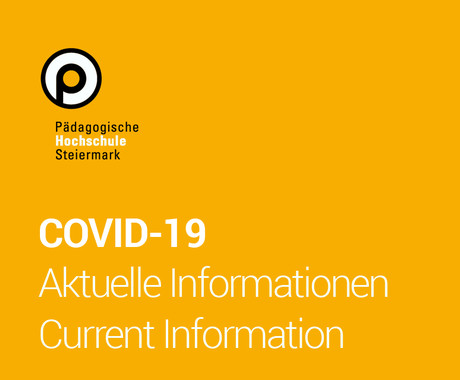 Pädagogische
Hochschule
Steiermark
COVID-19
Aktuelle Informationen
Current Information